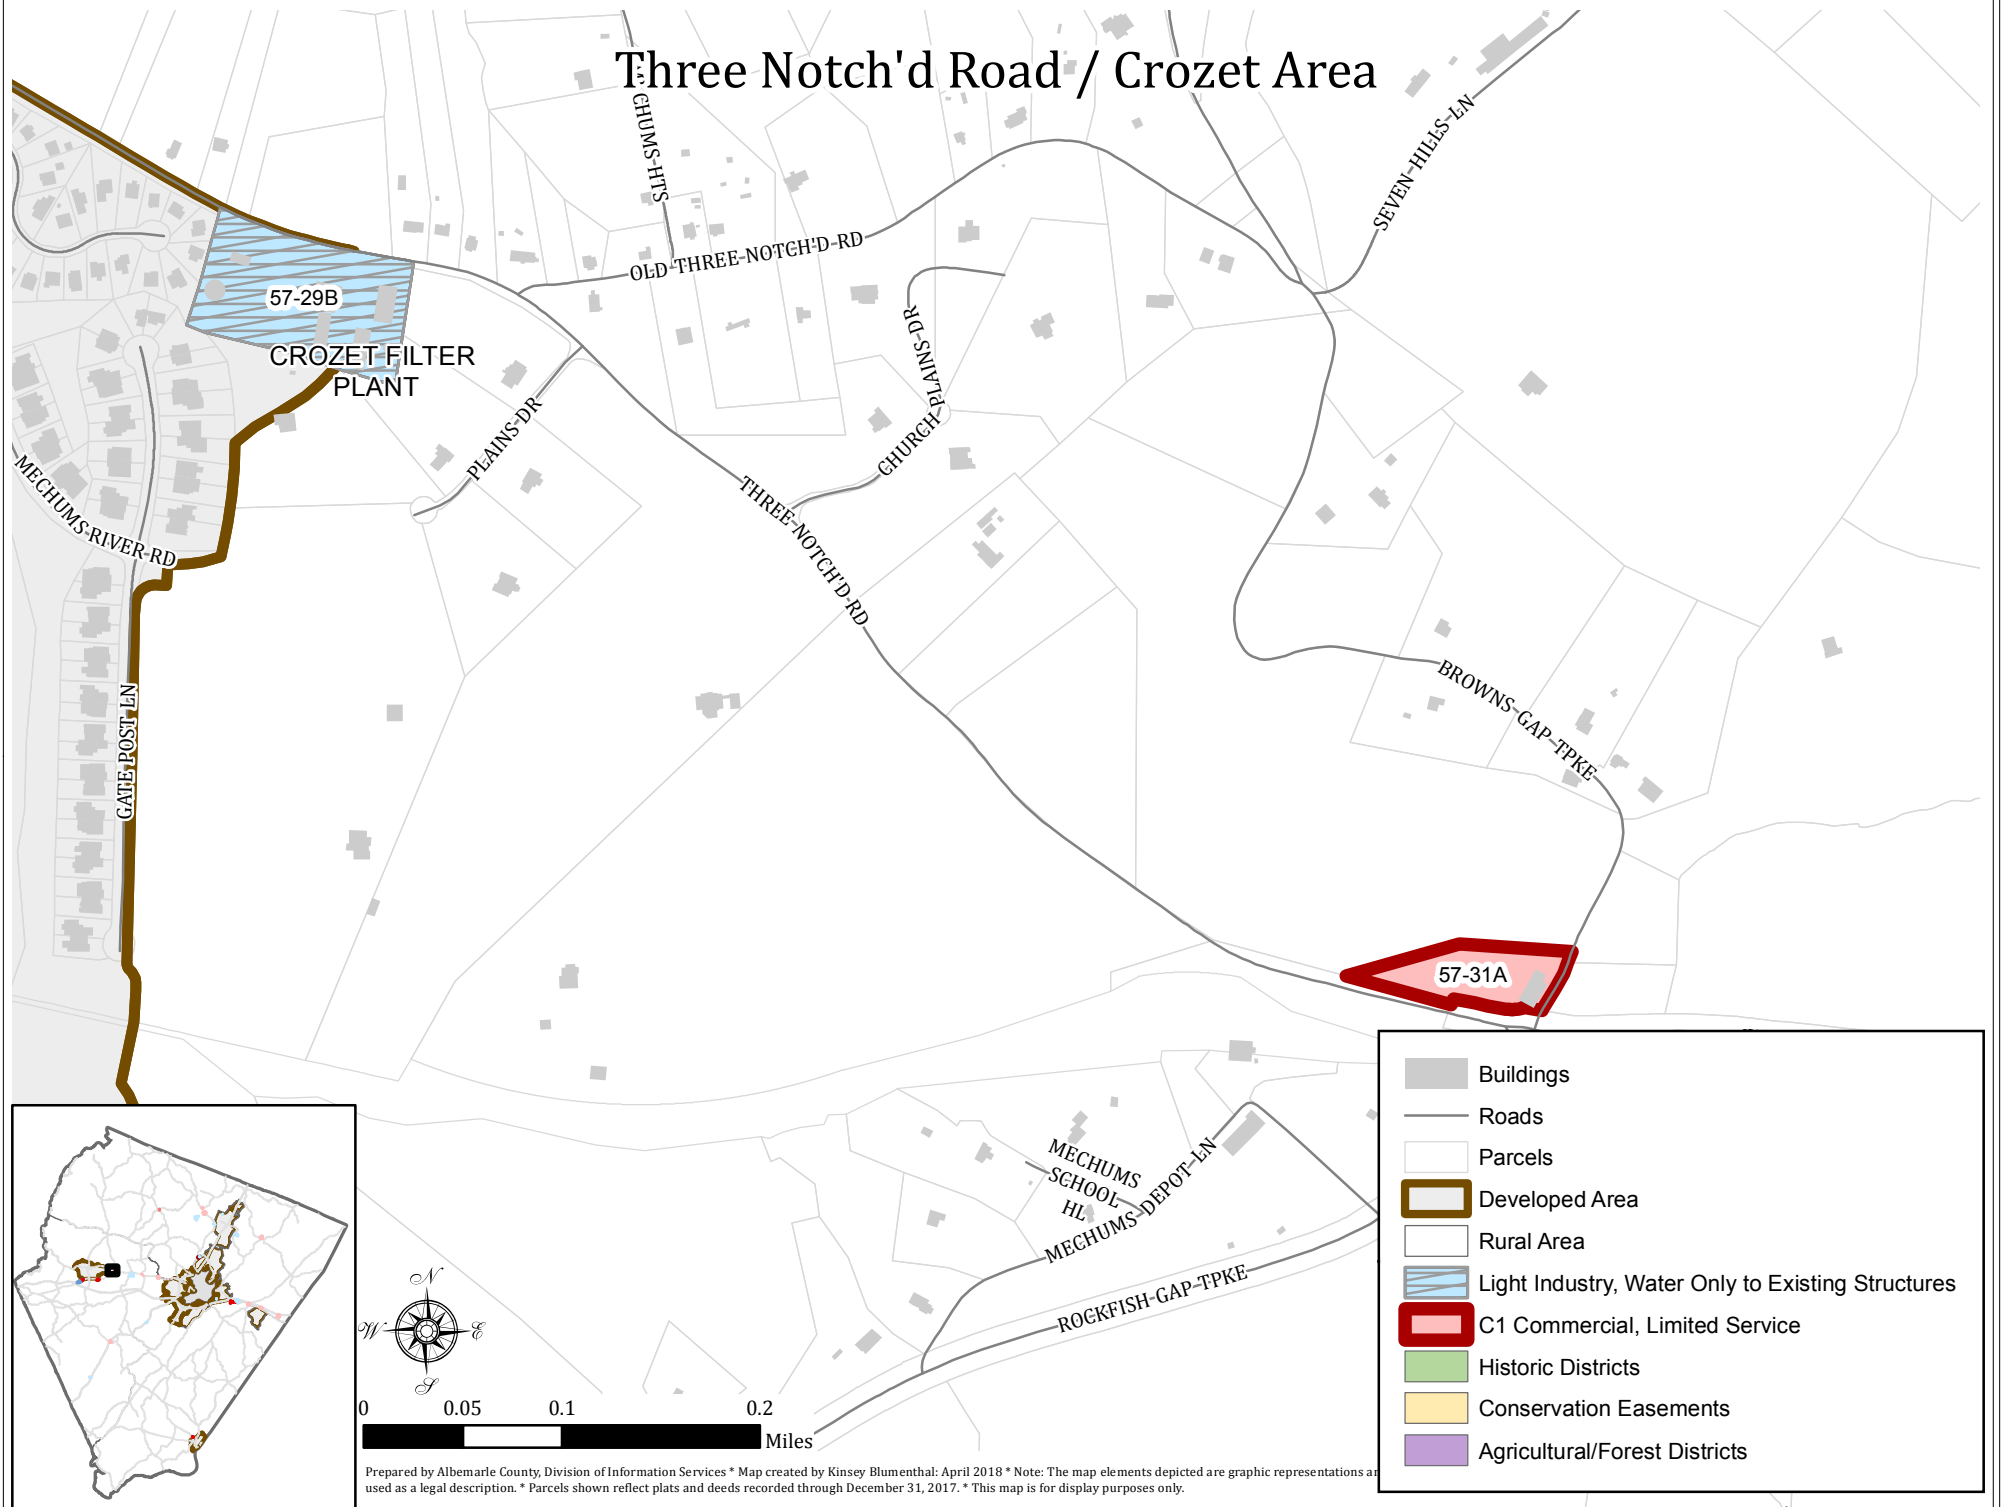 Three Notch'd Road / Crozet Area
CHUMS-HTS
SEVEN-HILLS-LN
OLD-THREE-NOTCH'D-RD
57-29B
CROZET FILTER
PLANT
PLAINS-DR
CHURCH-PLAINS-DR
MECHUMS-RIVER-RD
THREE-NOTCH'D-RD
GATE POST LN
BROWNS-GAP-TPKE
57-31A
MECHUMS
SCHOOL
HL
MECHUMS-DEPOT-LN
ROCKFISH-GAP-TPKE
Buildings
Roads
Parcels
Developed Area
Rural Area
Light Industry, Water Only to Existing Structures
C1 Commercial, Limited Service
Historic Districts
Conservation Easements
Agricultural/Forest Districts
N
W
E
S
0 0.05 0.1 0.2
Miles
Prepared by Albemarle County, Division of Information Services * Map created by Kinsey Blumenthal: April 2018 * Note: The map elements depicted are graphic representations
used as a legal description. * Parcels shown reflect plats and deeds recorded through December 31, 2017. * This map is for display purposes only.